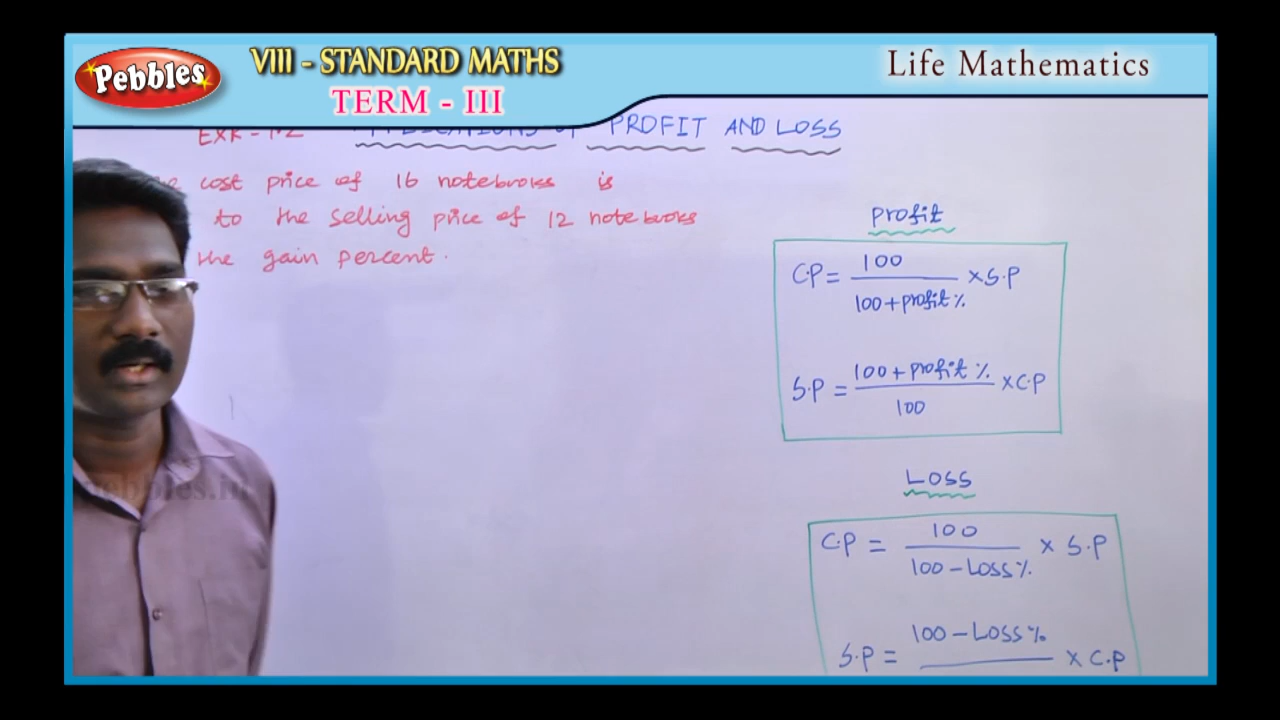 Pebbles
VIII - STANDARD MATHS
TERM - III
Life Mathematics
PROFIT AND LOSS
cost price of 16 notebooks is
to the selling price of 12 notebooks
the gain percent.
Profit
C.P = 100 / 100 + profit % × S.P
S.P = 100 + profit % / 100 × C.P
Loss
C.P = 100 / 100 - Loss % × S.P
S.P = 100 - Loss % × C.P